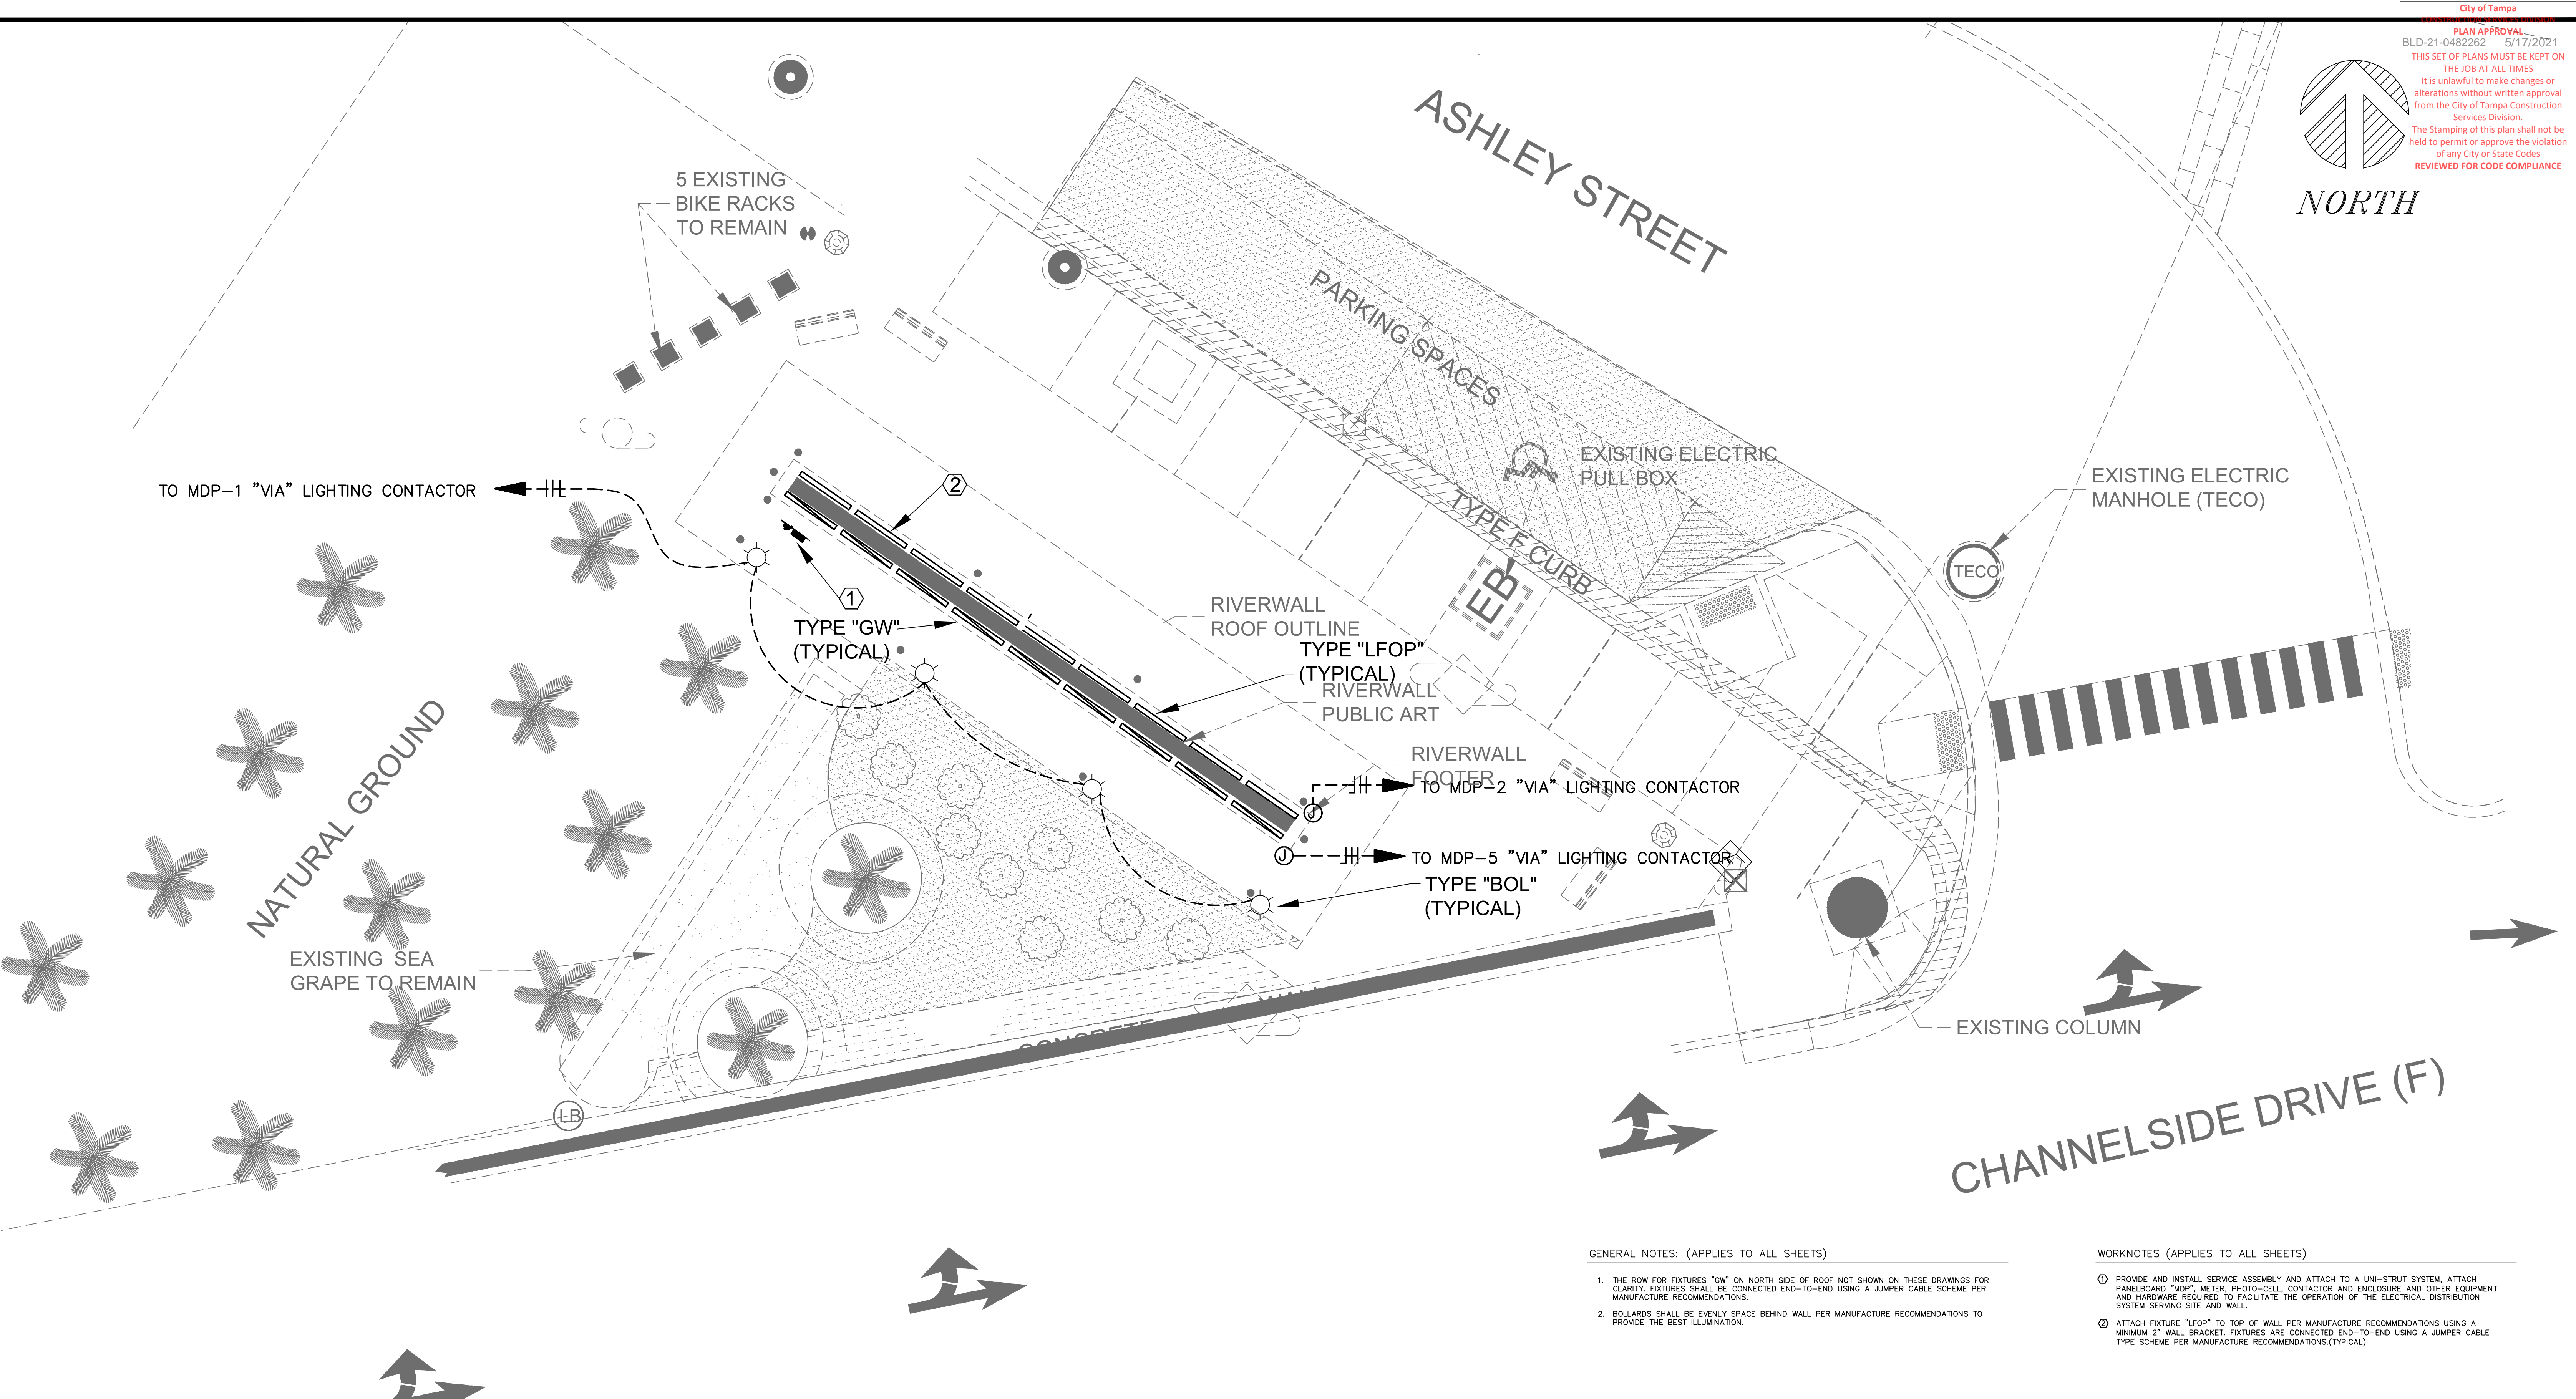 City of Tampa
CONSTRUCTION SERVICES DIVISION
PLAN APPROVAL
BLD-21-0482262 5/17/2021
THIS SET OF PLANS MUST BE KEPT ON
THE JOB AT ALL TIMES
It is unlawful to make changes or
alterations without written approval
from the City of Tampa Construction
Services Division.
The Stamping of this plan shall not be
held to permit or approve the violation
of any City or State Codes
REVIEWED FOR CODE COMPLIANCE
NORTH
ASHLEY STREET
5 EXISTING
BIKE RACKS
TO REMAIN
PARKING SPACES
EXISTING ELECTRIC
PULL BOX
EXISTING ELECTRIC
MANHOLE (TECO)
TECO
TYPE F CURB
EB
TO MDP-1 "VIA" LIGHTING CONTACTOR
2
1
TYPE "GW"
(TYPICAL)
RIVERWALL
ROOF OUTLINE
TYPE "LFOP"
(TYPICAL)
RIVERWALL
PUBLIC ART
RIVERWALL
FOOTER
J
TO MDP-2 "VIA" LIGHTING CONTACTOR
J
TO MDP-5 "VIA" LIGHTING CONTACTOR
TYPE "BOL"
(TYPICAL)
NATURAL GROUND
EXISTING SEA
GRAPE TO REMAIN
CONCRETE WALL
LB
EXISTING COLUMN
CHANNELSIDE DRIVE (F)
GENERAL NOTES: (APPLIES TO ALL SHEETS)
1. THE ROW FOR FIXTURES "GW" ON NORTH SIDE OF ROOF NOT SHOWN ON THESE DRAWINGS FOR
CLARITY. FIXTURES SHALL BE CONNECTED END-TO-END USING A JUMPER CABLE SCHEME PER
MANUFACTURE RECOMMENDATIONS.
2. BOLLARDS SHALL BE EVENLY SPACE BEHIND WALL PER MANUFACTURE RECOMMENDATIONS TO
PROVIDE THE BEST ILLUMINATION.
WORKNOTES (APPLIES TO ALL SHEETS)
1 PROVIDE AND INSTALL SERVICE ASSEMBLY AND ATTACH TO A UNI-STRUT SYSTEM, ATTACH
PANELBOARD "MDP", METER, PHOTO-CELL, CONTACTOR AND ENCLOSURE AND OTHER EQUIPMENT
AND HARDWARE REQUIRED TO FACILITATE THE OPERATION OF THE ELECTRICAL DISTRIBUTION
SYSTEM SERVING SITE AND WALL.
2 ATTACH FIXTURE "LFOP" TO TOP OF WALL PER MANUFACTURE RECOMMENDATIONS USING A
MINIMUM 2" WALL BRACKET. FIXTURES ARE CONNECTED END-TO-END USING A JUMPER CABLE
TYPE SCHEME PER MANUFACTURE RECOMMENDATIONS.(TYPICAL)